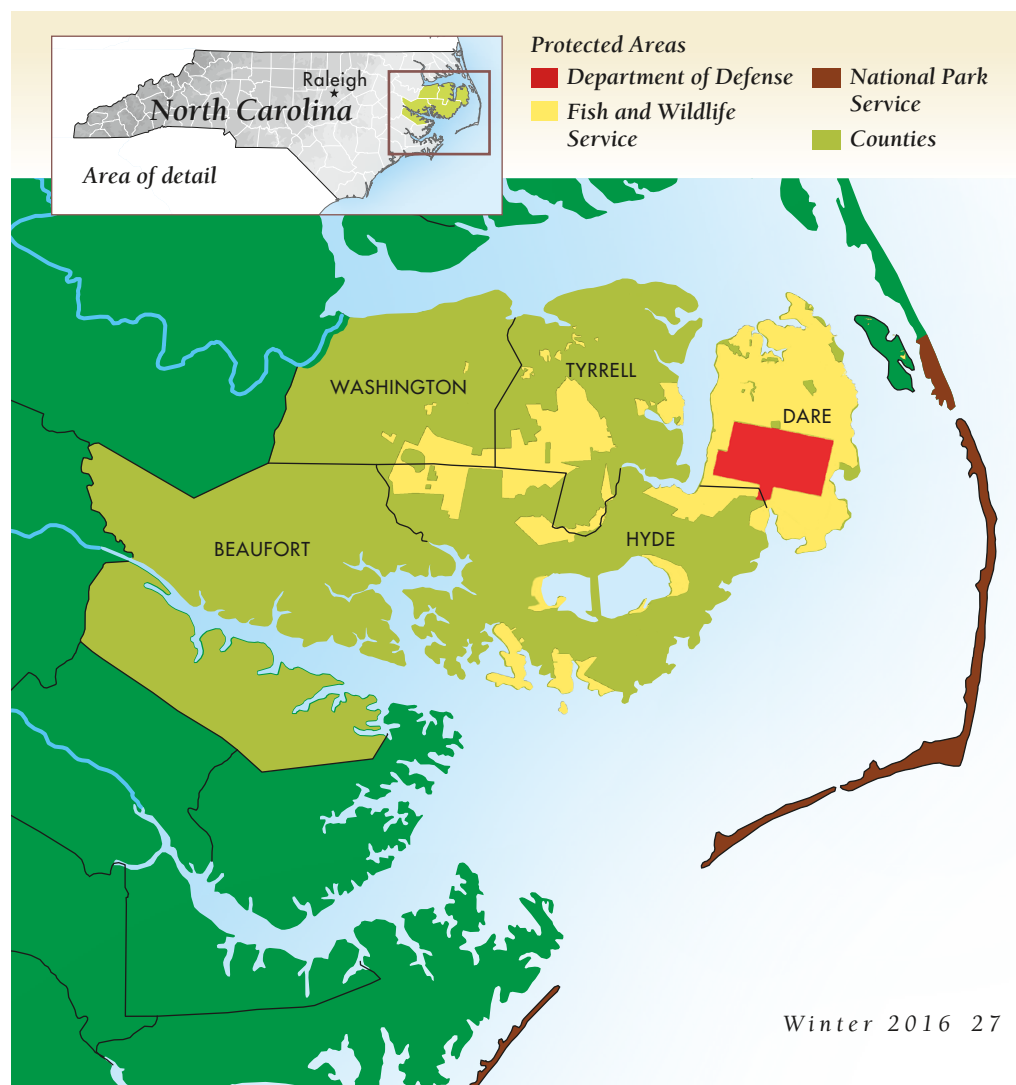 Raleigh
North Carolina
Area of detail
Protected Areas
Department of Defense
Fish and Wildlife
Service
National Park
Service
Counties
WASHINGTON
TYRRELL
DARE
BEAUFORT
HYDE
Winter 2016 27